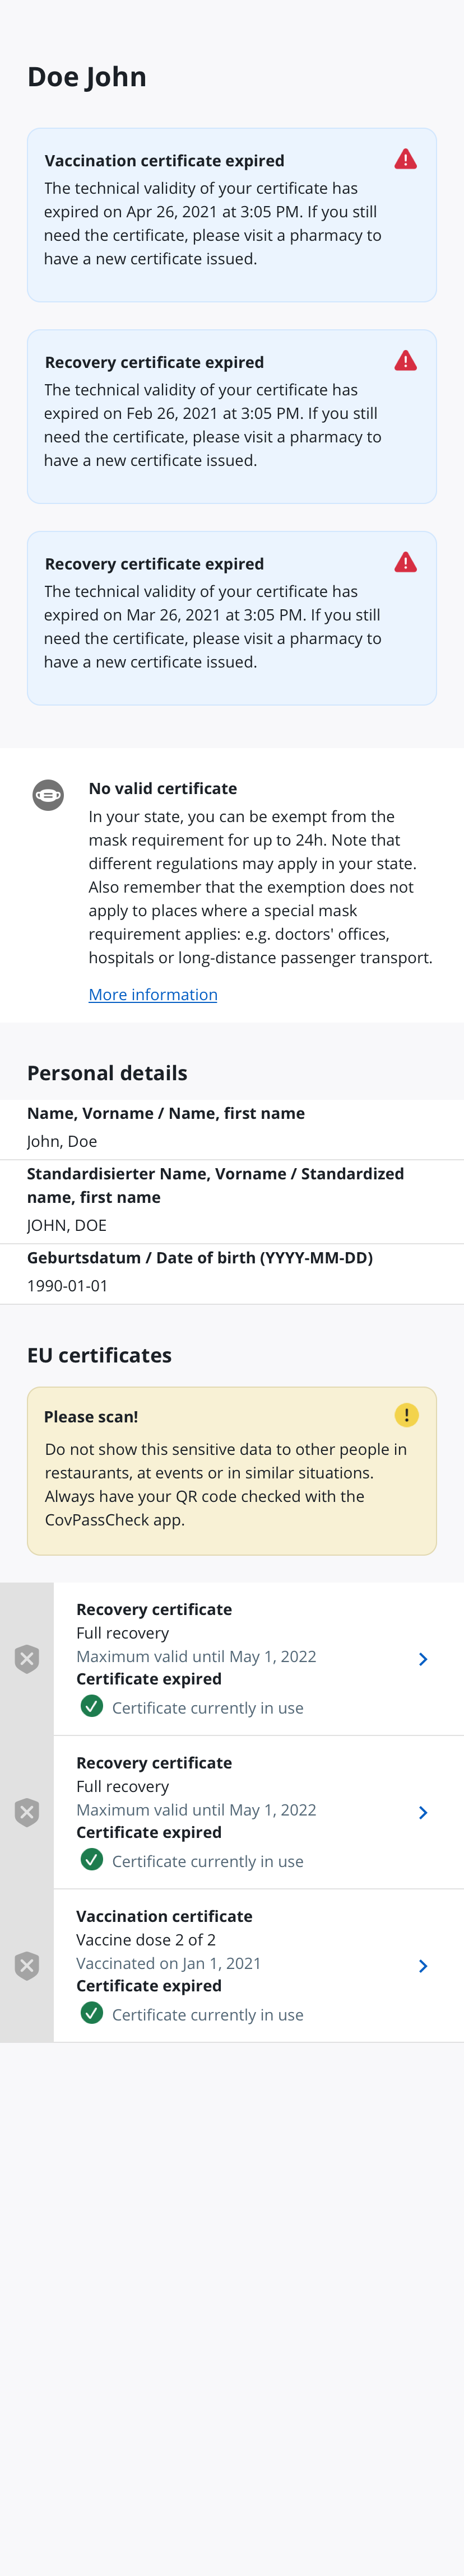 Doe John
Vaccination certificate expired
The technical validity of your certificate has
expired on Apr 26, 2021 at 3:05 PM. If you still
need the certificate, please visit a pharmacy to
have a new certificate issued.
Recovery certificate expired
The technical validity of your certificate has
expired on Feb 26, 2021 at 3:05 PM. If you still
need the certificate, please visit a pharmacy to
have a new certificate issued.
Recovery certificate expired
The technical validity of your certificate has
expired on Mar 26, 2021 at 3:05 PM. If you still
need the certificate, please visit a pharmacy to
have a new certificate issued.
No valid certificate
In your state, you can be exempt from the
mask requirement for up to 24h. Note that
different regulations may apply in your state.
Also remember that the exemption does not
apply to places where a special mask
requirement applies: e.g. doctors' offices,
hospitals or long-distance passenger transport.
More information
Personal details
Name, Vorname / Name, first name
John, Doe
Standardisierter Name, Vorname / Standardized
name, first name
JOHN, DOE
Geburtsdatum / Date of birth (YYYY-MM-DD)
1990-01-01
EU certificates
Please scan!
Do not show this sensitive data to other people in
restaurants, at events or in similar situations.
Always have your QR code checked with the
CovPassCheck app.
Recovery certificate
Full recovery
Maximum valid until May 1, 2022
Certificate expired
Certificate currently in use
Recovery certificate
Full recovery
Maximum valid until May 1, 2022
Certificate expired
Certificate currently in use
Vaccination certificate
Vaccine dose 2 of 2
Vaccinated on Jan 1, 2021
Certificate expired
Certificate currently in use